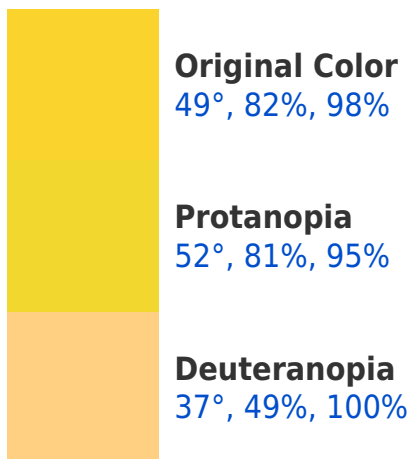 Original Color
49°, 82%, 98%
Protanopia
52°, 81%, 95%
Deuteranopia
37°, 49%, 100%